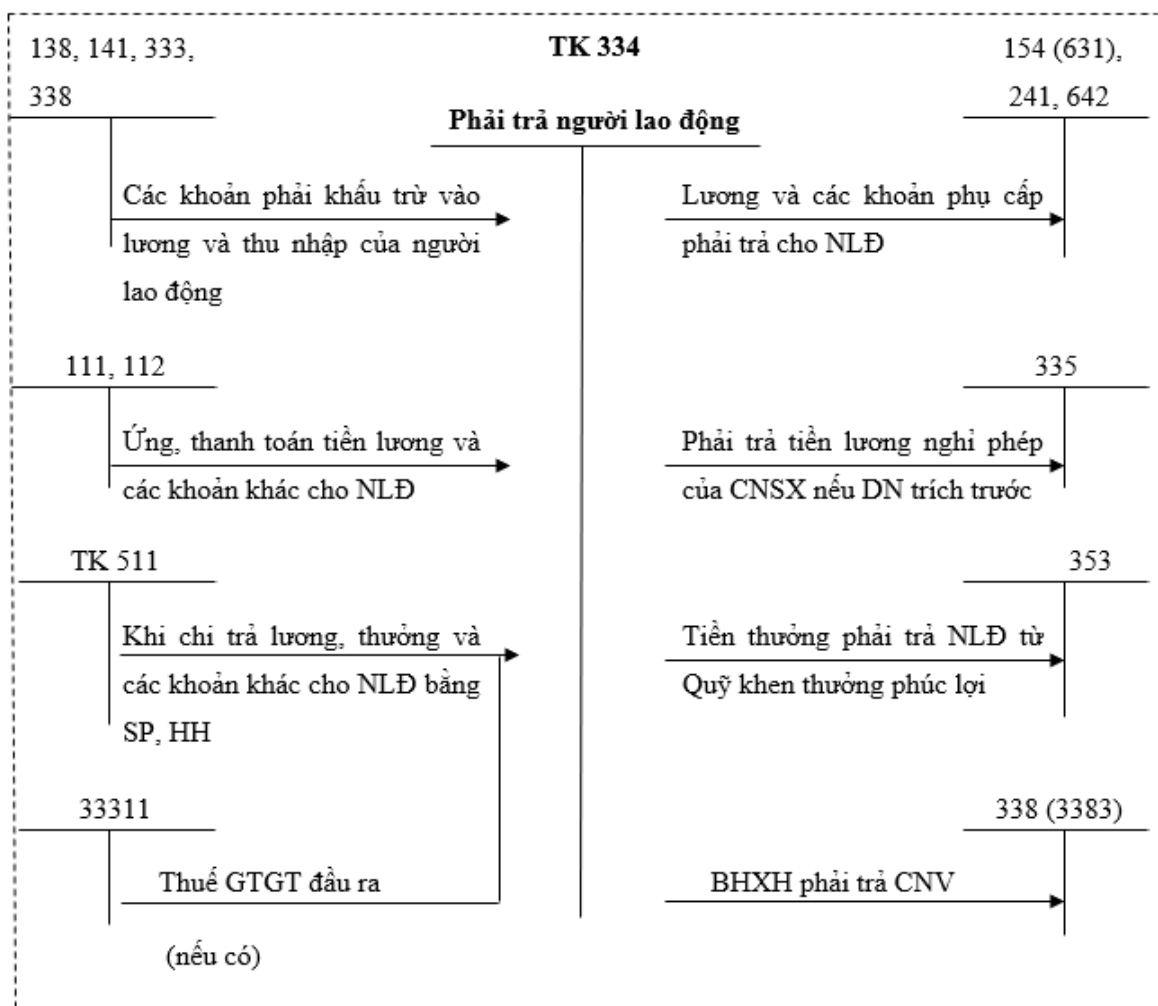 138, 141, 333,
338
TK 334
Phải trả người lao động
154 (631),
241, 642
Các khoản phải khấu trừ vào
lương và thu nhập của người
lao động
Lương và các khoản phụ cấp
phải trả cho NLĐ
111, 112
Ứng, thanh toán tiền lương và
các khoản khác cho NLĐ
335
Phải trả tiền lương nghỉ phép
của CNSX nếu DN trích trước
TK 511
Khi chi trả lương, thưởng và
các khoản khác cho NLĐ bằng
SP, HH
353
Tiền thưởng phải trả NLĐ từ
Quỹ khen thưởng phúc lợi
33311
Thuế GTGT đầu ra
(nếu có)
338 (3383)
BHXH phải trả CNV